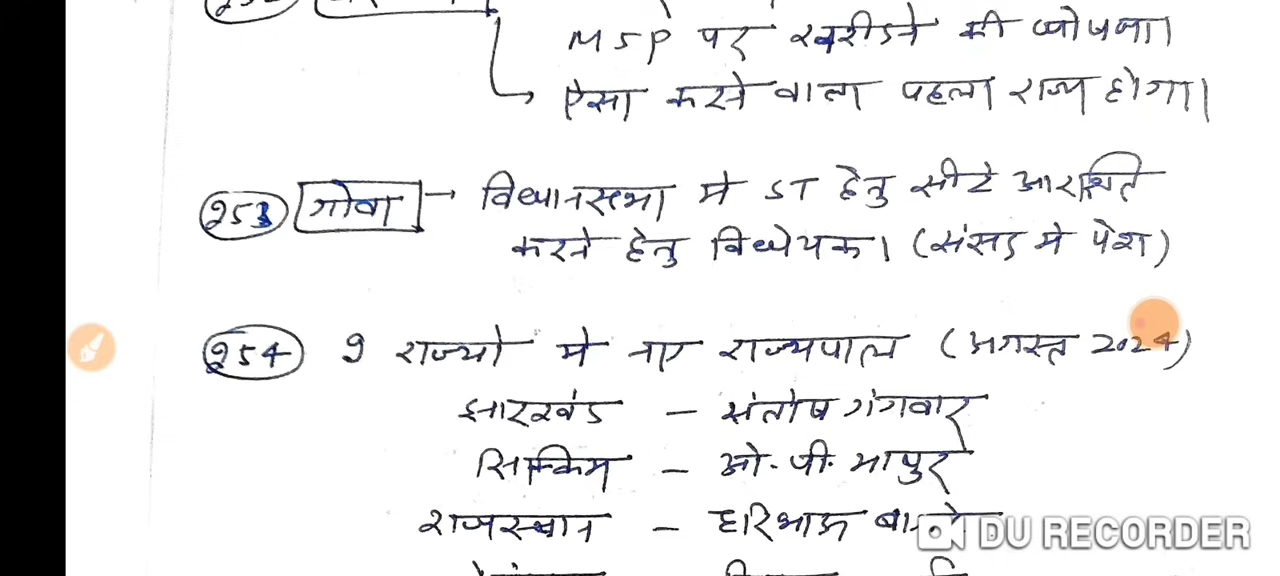 MSP पर खरीदने की योजना।
→ ऐसा करने वाला पहला राज्य होगा।
253 गोवा → विधानसभा मे ST हेतु सीटे आरक्षित
करने हेतु विधेयक। (संसद मे पेश)
254 9 राज्यो मे नए राज्यपाल (अगस्त 2024)
झारखंड – संतोष गंगवार
सिक्किम – ओ.पी. माथुर
राजस्थान – हरिभाऊ
DU RECORDER